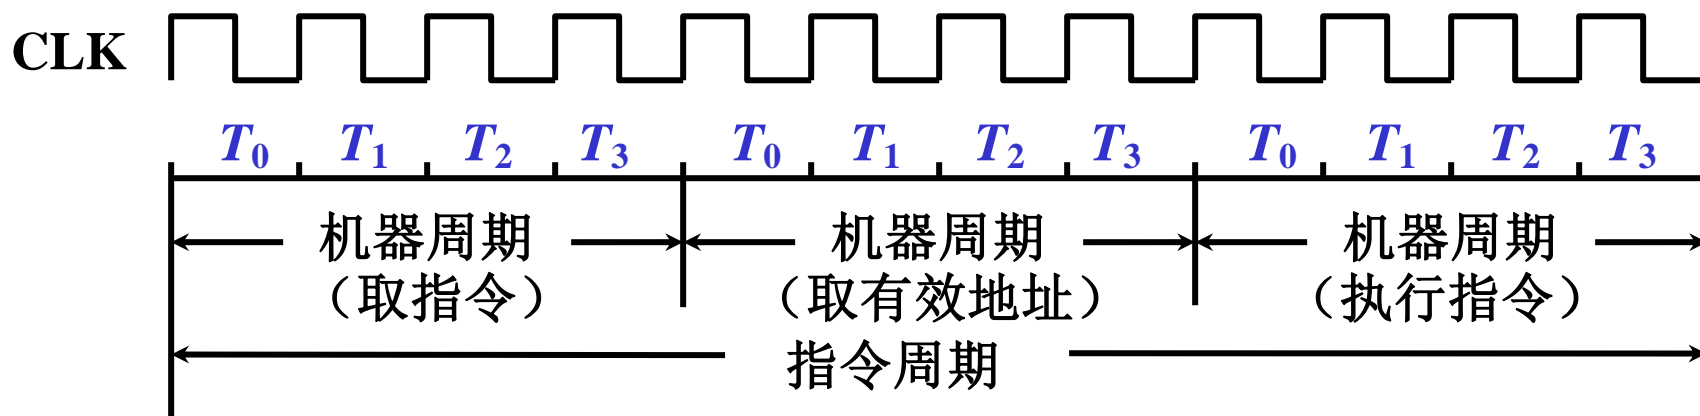 CLK
T0 T1 T2 T3 T0 T1 T2 T3 T0 T1 T2 T3
机器周期 机器周期 机器周期
（取指令） （取有效地址） （执行指令）
指令周期